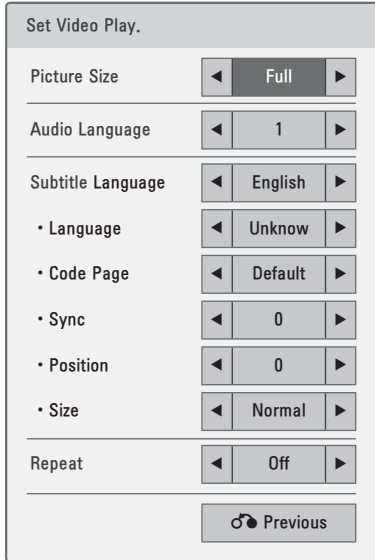 Set Video Play.
Picture Size ◀ Full ▶
Audio Language ◀ 1 ▶
Subtitle Language ◀ English ▶
• Language ◀ Unknow ▶
• Code Page ◀ Default ▶
• Sync ◀ 0 ▶
• Position ◀ 0 ▶
• Size ◀ Normal ▶
Repeat ◀ Off ▶
Previous